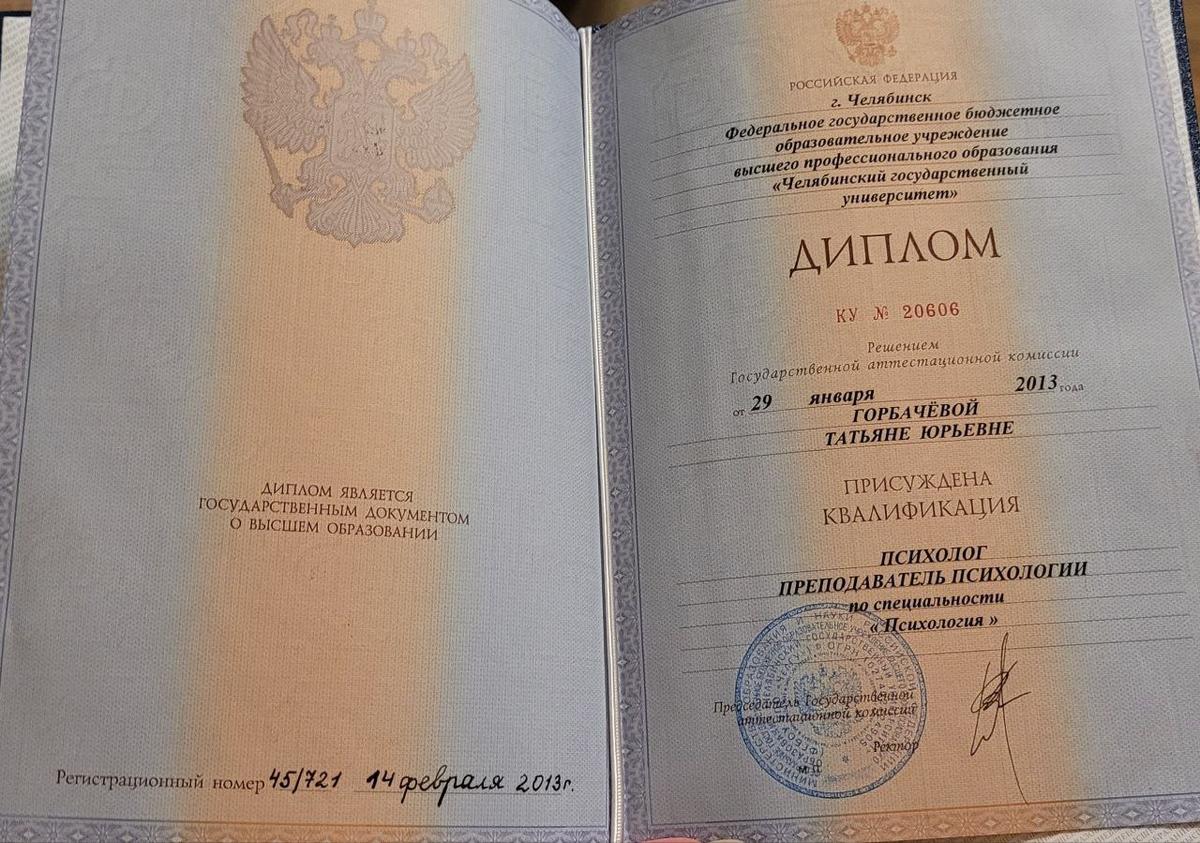 ДИПЛОМ ЯВЛЯЕТСЯ
ГОСУДАРСТВЕННЫМ ДОКУМЕНТОМ
О ВЫСШЕМ ОБРАЗОВАНИИ
Регистрационный номер 45/721 14 февраля 2013г.
РОССИЙСКАЯ ФЕДЕРАЦИЯ
г. Челябинск
Федеральное государственное бюджетное
образовательное учреждение
высшего профессионального образования
«Челябинский государственный
университет»
ДИПЛОМ
КУ № 20606
Решением
Государственной аттестационной комиссии
от 29 января 2013 года
ГОРБАЧЁВОЙ
ТАТЬЯНЕ ЮРЬЕВНЕ
ПРИСУЖДЕНА
КВАЛИФИКАЦИЯ
ПСИХОЛОГ
ПРЕПОДАВАТЕЛЬ ПСИХОЛОГИИ
по специальности
« Психология »
Председатель Государственной
аттестационной комиссии
Ректор